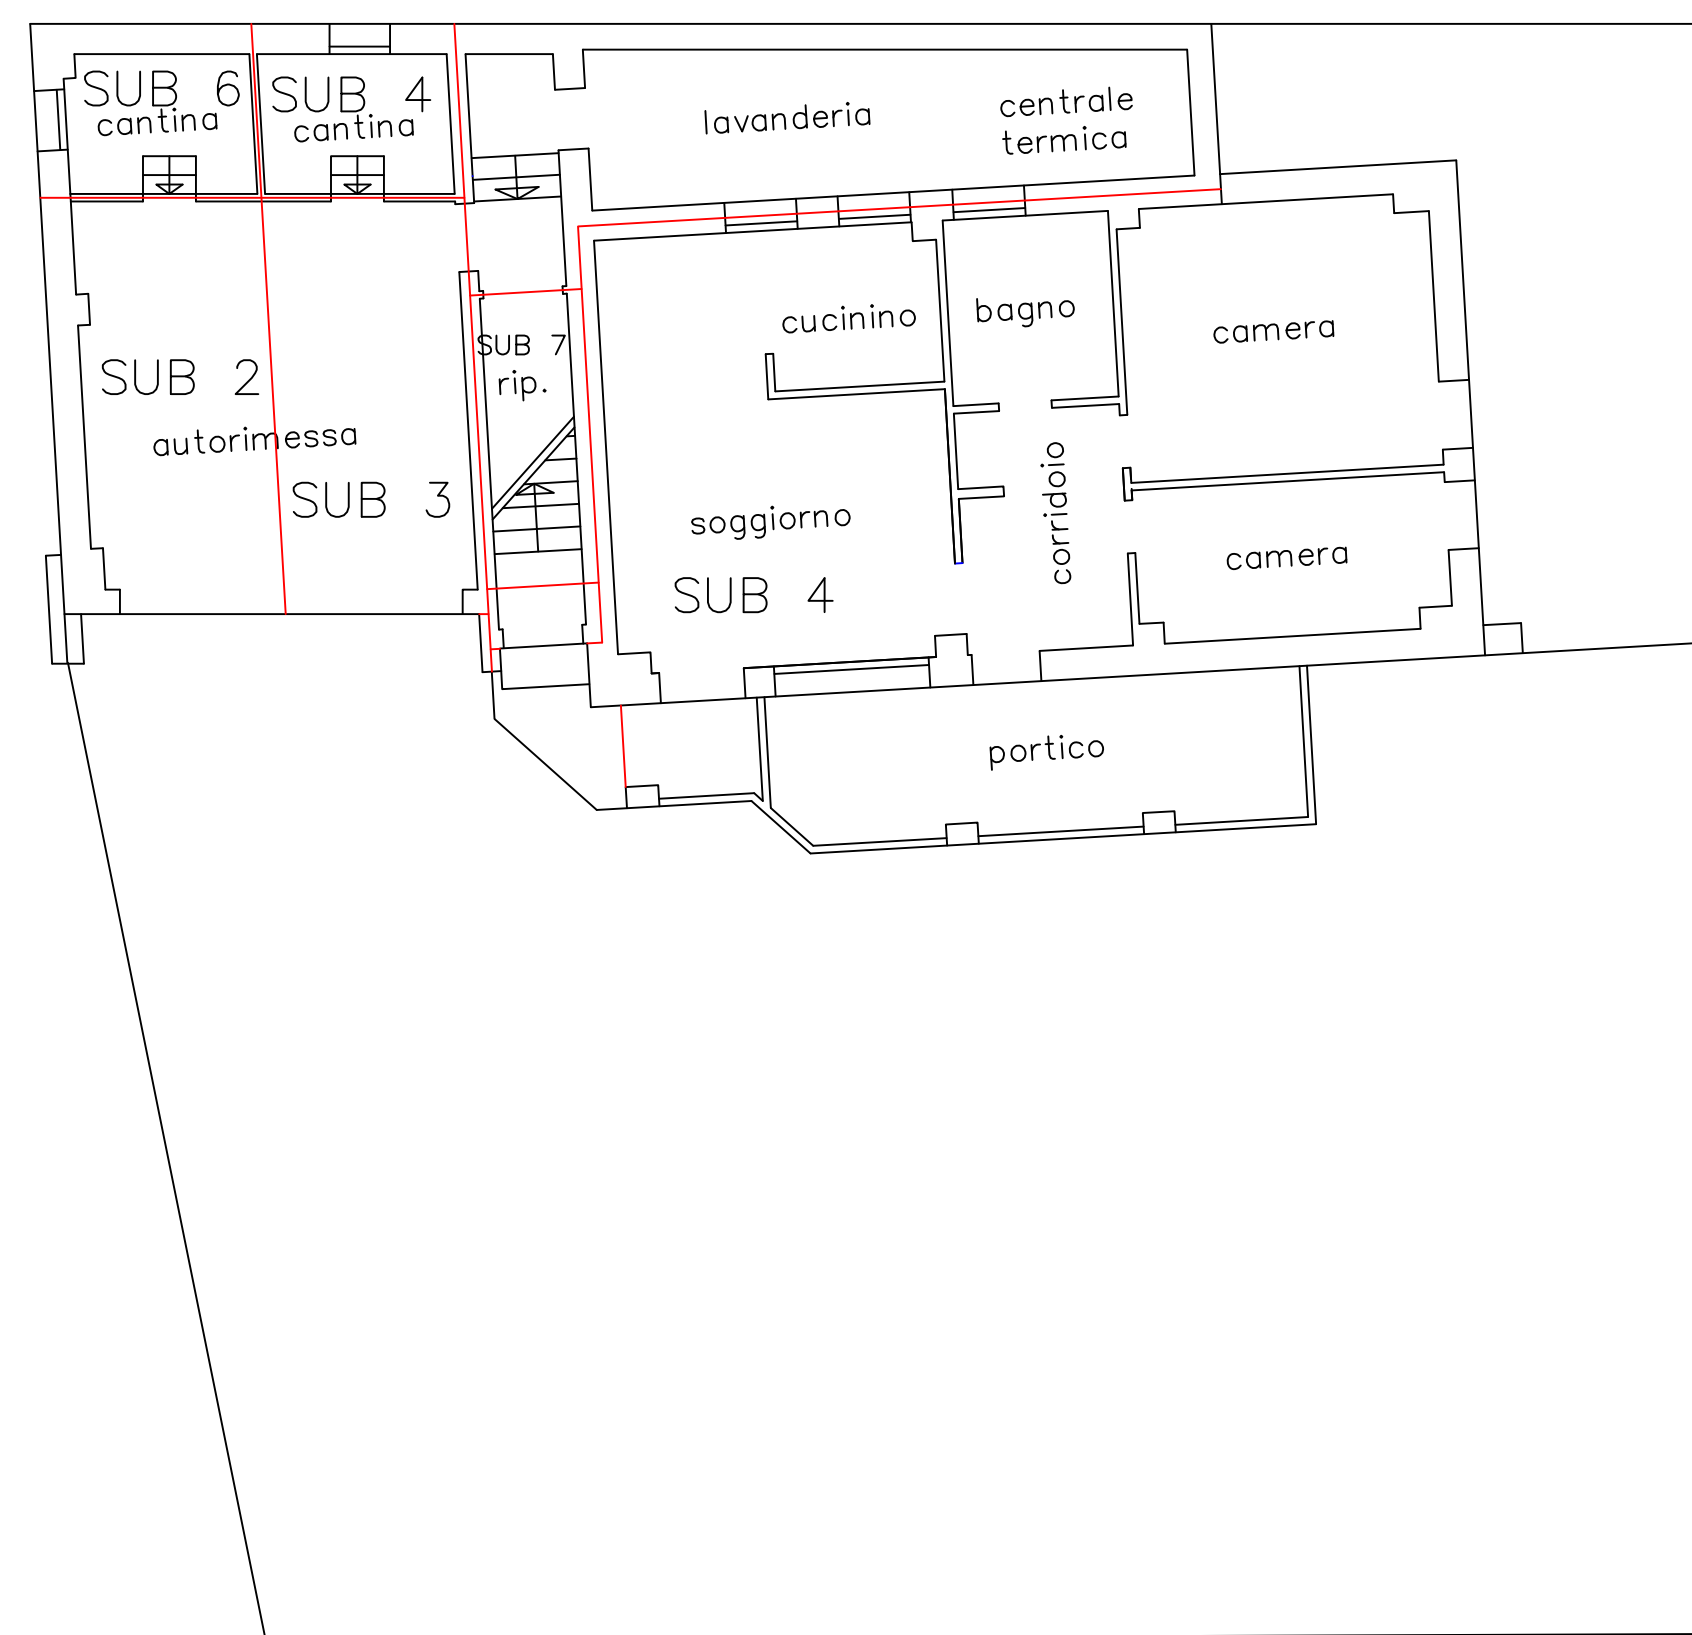 SUB 6
cantina
SUB 4
cantina
lavanderia
centrale
termica
cucinino
bagno
camera
SUB 7
rip.
SUB 2
autorimessa
SUB 3
soggiorno
corridoio
camera
SUB 4
portico